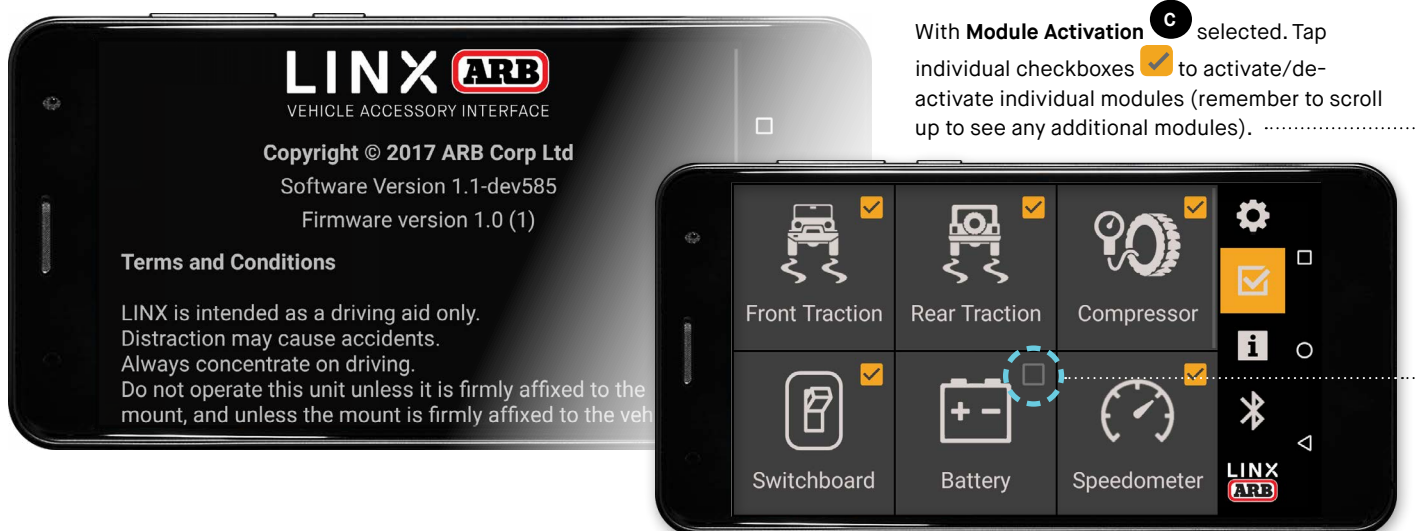 With Module Activation C selected. Tap
individual checkboxes to activate/de-
activate individual modules (remember to scroll
up to see any additional modules).
LINX ARB
VEHICLE ACCESSORY INTERFACE
Copyright © 2017 ARB Corp Ltd
Software Version 1.1-dev585
Firmware version 1.0 (1)
Terms and Conditions
LINX is intended as a driving aid only.
Distraction may cause accidents.
Always concentrate on driving.
Do not operate this unit unless it is firmly affixed to the
mount, and unless the mount is firmly affixed to the
Front Traction
Rear Traction
Compressor
Switchboard
Battery
Speedometer
LINX
ARB